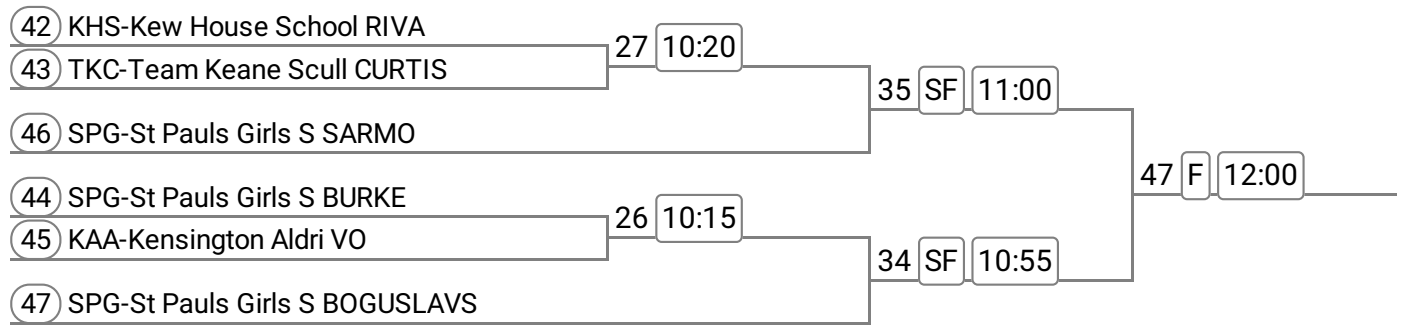 42 KHS-Kew House School RIVA
27 10:20
43 TKC-Team Keane Scull CURTIS
35 SF 11:00
46 SPG-St Pauls Girls S SARMO
47 F 12:00
44 SPG-St Pauls Girls S BURKE
26 10:15
45 KAA-Kensington Aldri VO
34 SF 10:55
47 SPG-St Pauls Girls S BOGUSLAVS